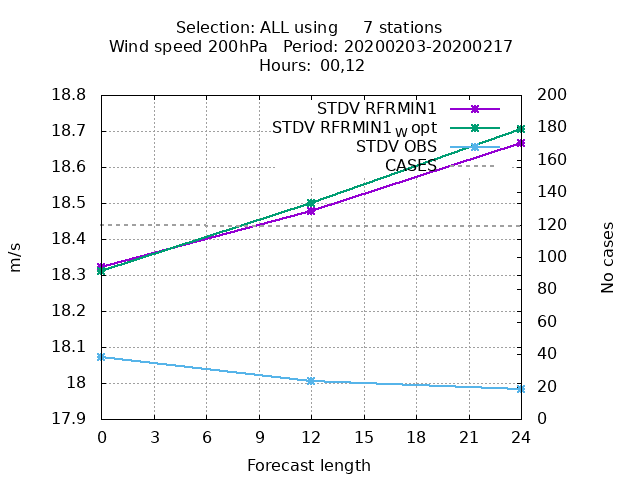 Selection: ALL using     7 stations
Wind speed 200hPa   Period: 20200203-20200217
Hours: 00,12
STDV RFRMIN1
STDV RFRMIN1 w opt
STDV OBS
CASES
18.8
18.7
18.6
18.5
18.4
18.3
18.2
18.1
18
17.9
200
180
160
140
120
100
80
60
40
20
0
m/s
No cases
0 3 6 9 12 15 18 21 24
Forecast length